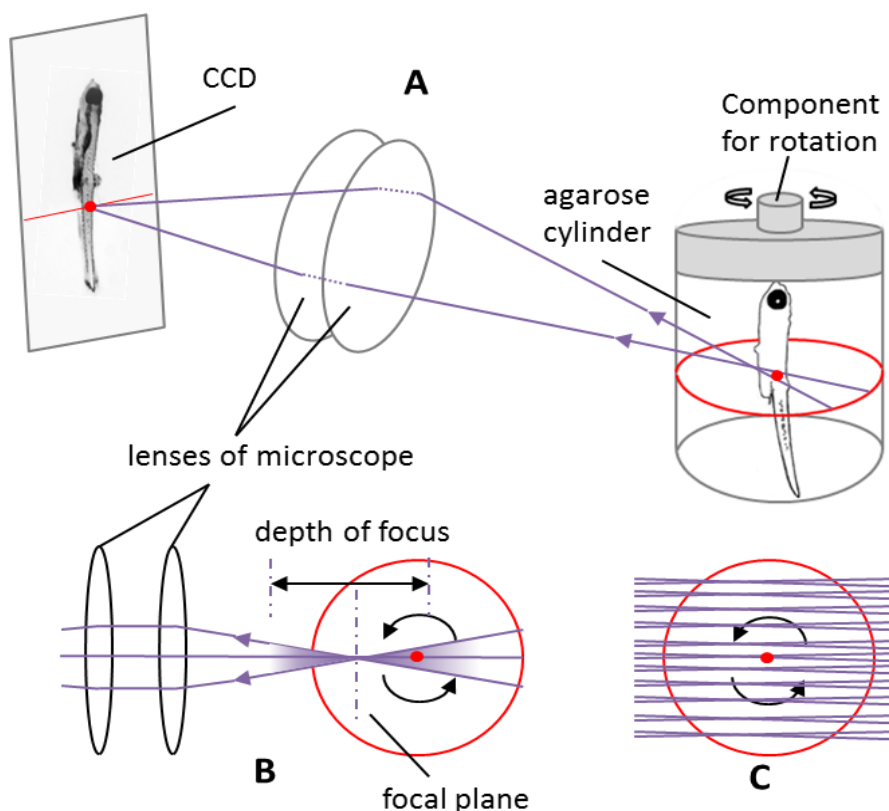 CCD
A
Component
for rotation
agarose
cylinder
lenses of microscope
depth of focus
B
focal plane
C